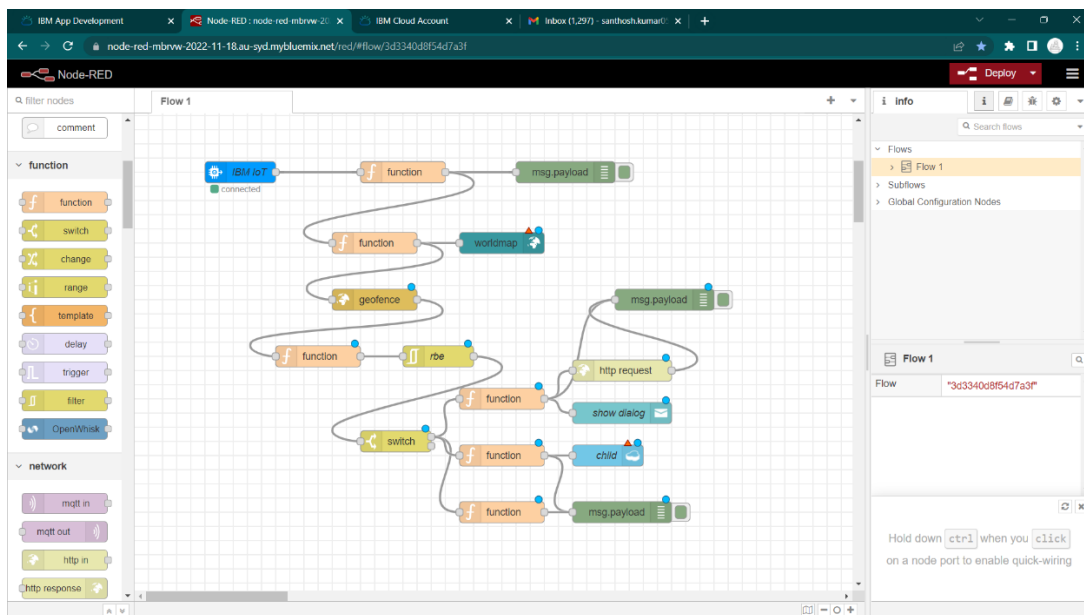 IBM App Development
Node-RED : node-red-mbrvw-20
IBM Cloud Account
Inbox (1,297) - santhosh.kumar0
node-red-mbrvw-2022-11-18.au-syd.mybluemix.net/red/#flow/3d3340d8f54d7a3f
Node-RED
Deploy
filter nodes
Flow 1
info
i
comment
Search flows
Flows
Flow 1
Subflows
Global Configuration Nodes
function
function
switch
change
range
template
delay
trigger
filter
OpenWhisk
network
mqtt in
mqtt out
http in
http response
IBM IoT
connected
function
msg.payload
function
worldmap
geofence
msg.payload
function
rbe
http request
function
show dialog
switch
function
child
function
msg.payload
Flow 1
Flow
"3d3340d8f54d7a3f"
Hold down ctrl when you click
on a node port to enable quick-wiring